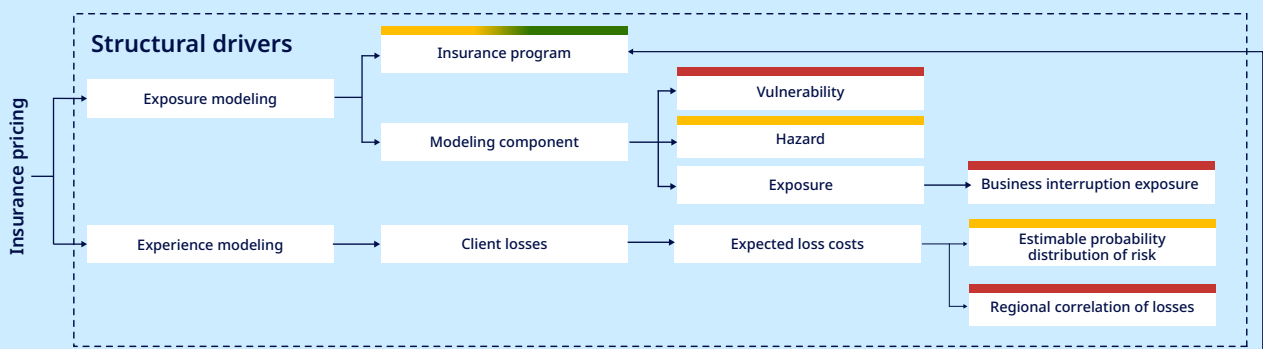 Structural drivers
Insurance pricing
Exposure modeling
Insurance program
Modeling component
Vulnerability
Hazard
Exposure
Business interruption exposure
Experience modeling
Client losses
Expected loss costs
Estimable probability
distribution of risk
Regional correlation of losses